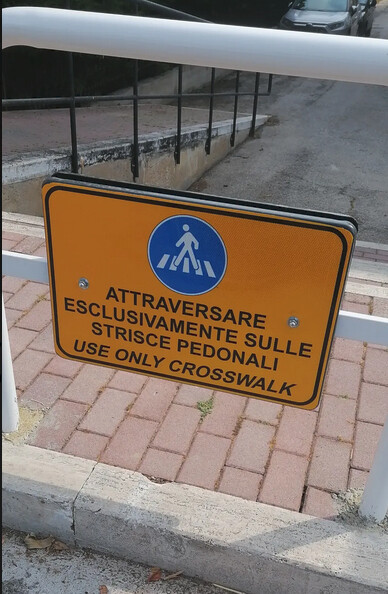 ATTRAVERSARE
ESCLUSIVAMENTE SULLE
STRISCE PEDONALI
USE ONLY CROSSWALK